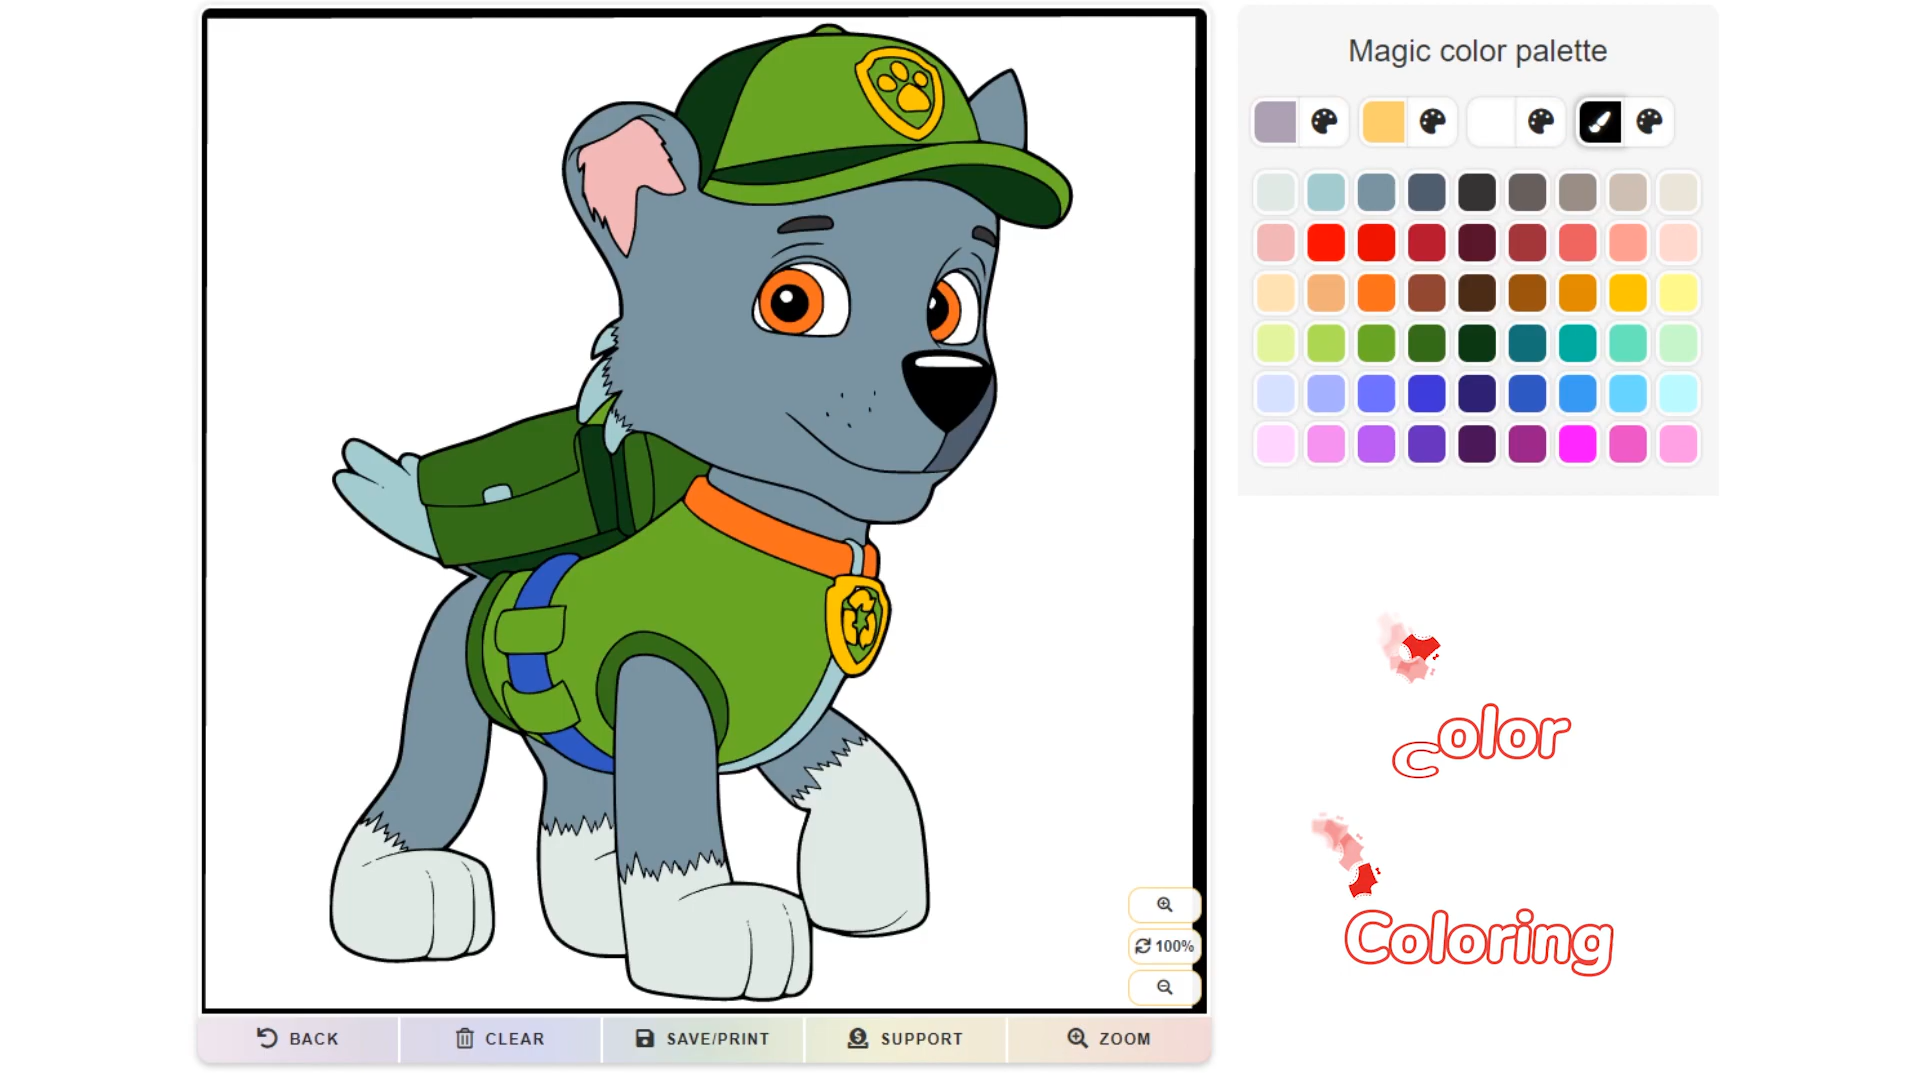 Magic color palette
100%
BACK
CLEAR
SAVE/PRINT
SUPPORT
ZOOM
color
Coloring